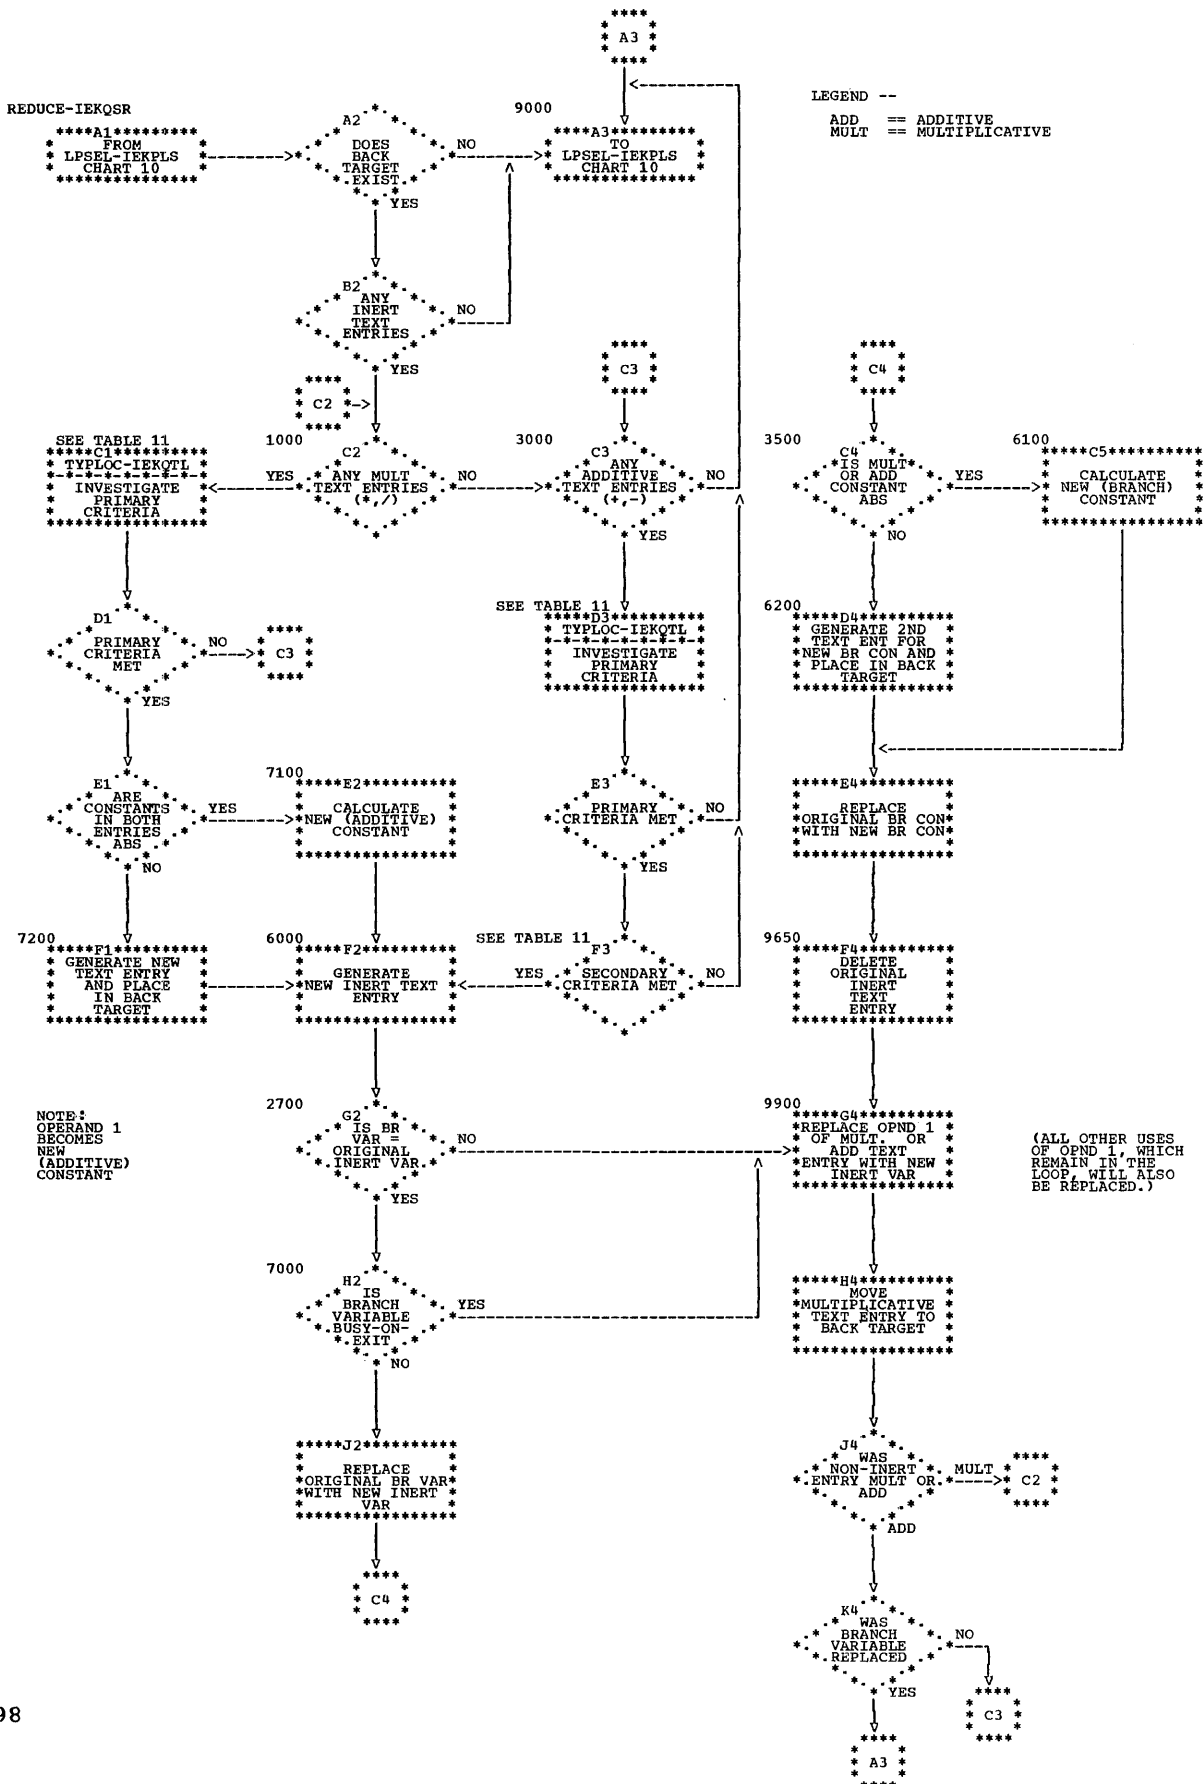 A3
LEGEND --
ADD == ADDITIVE
MULT == MULTIPLICATIVE
REDUCE-IEKQSR
A1
FROM
LPSEL-IEKPLS
CHART 10
A2
DOES
BACK
TARGET
EXIST
NO
YES
9000
A3
TO
LPSEL-IEKPLS
CHART 10
B2
ANY
INERT
TEXT
ENTRIES
NO
YES
C2
C3
C4
SEE TABLE 11
C1
TYPLOC-IEKQTL
INVESTIGATE
PRIMARY
CRITERIA
1000
C2
ANY MULT
TEXT ENTRIES
(*,/)
YES
NO
3000
C3
ANY
ADDITIVE
TEXT ENTRIES
(+,-)
NO
YES
3500
C4
IS MULT
OR ADD
CONSTANT
ABS
YES
NO
6100
C5
CALCULATE
NEW (BRANCH)
CONSTANT
D1
PRIMARY
CRITERIA
MET
NO
C3
YES
SEE TABLE 11
D3
TYPLOC-IEKQTL
INVESTIGATE
PRIMARY
CRITERIA
6200
D4
GENERATE 2ND
TEXT ENT FOR
NEW BR CON AND
PLACE IN BACK
TARGET
E1
ARE
CONSTANTS
IN BOTH
ENTRIES
ABS
YES
NO
7100
E2
CALCULATE
NEW (ADDITIVE)
CONSTANT
E3
PRIMARY
CRITERIA MET
NO
YES
E4
REPLACE
ORIGINAL BR CON
WITH NEW BR CON
7200
F1
GENERATE NEW
TEXT ENTRY
AND PLACE
IN BACK
TARGET
6000
F2
GENERATE
NEW INERT TEXT
ENTRY
SEE TABLE 11
F3
SECONDARY
CRITERIA MET
YES
NO
9650
F4
DELETE
ORIGINAL
INERT
TEXT
ENTRY
NOTE:
OPERAND 1
BECOMES
NEW
(ADDITIVE)
CONSTANT
2700
G2
IS BR
VAR =
ORIGINAL
INERT VAR
NO
YES
9900
G4
REPLACE OPND 1
OF MULT. OR
ADD TEXT
ENTRY WITH NEW
INERT VAR
(ALL OTHER USES
OF OPND 1, WHICH
REMAIN IN THE
LOOP, WILL ALSO
BE REPLACED.)
7000
H2
IS
BRANCH
VARIABLE
BUSY-ON-
EXIT
YES
NO
H4
MOVE
MULTIPLICATIVE
TEXT ENTRY TO
BACK TARGET
J2
REPLACE
ORIGINAL BR VAR
WITH NEW INERT
VAR
J4
WAS
NON-INERT
ENTRY MULT OR
ADD
MULT
C2
ADD
C4
K4
WAS
BRANCH
VARIABLE
REPLACED
NO
YES
C3
A3
98